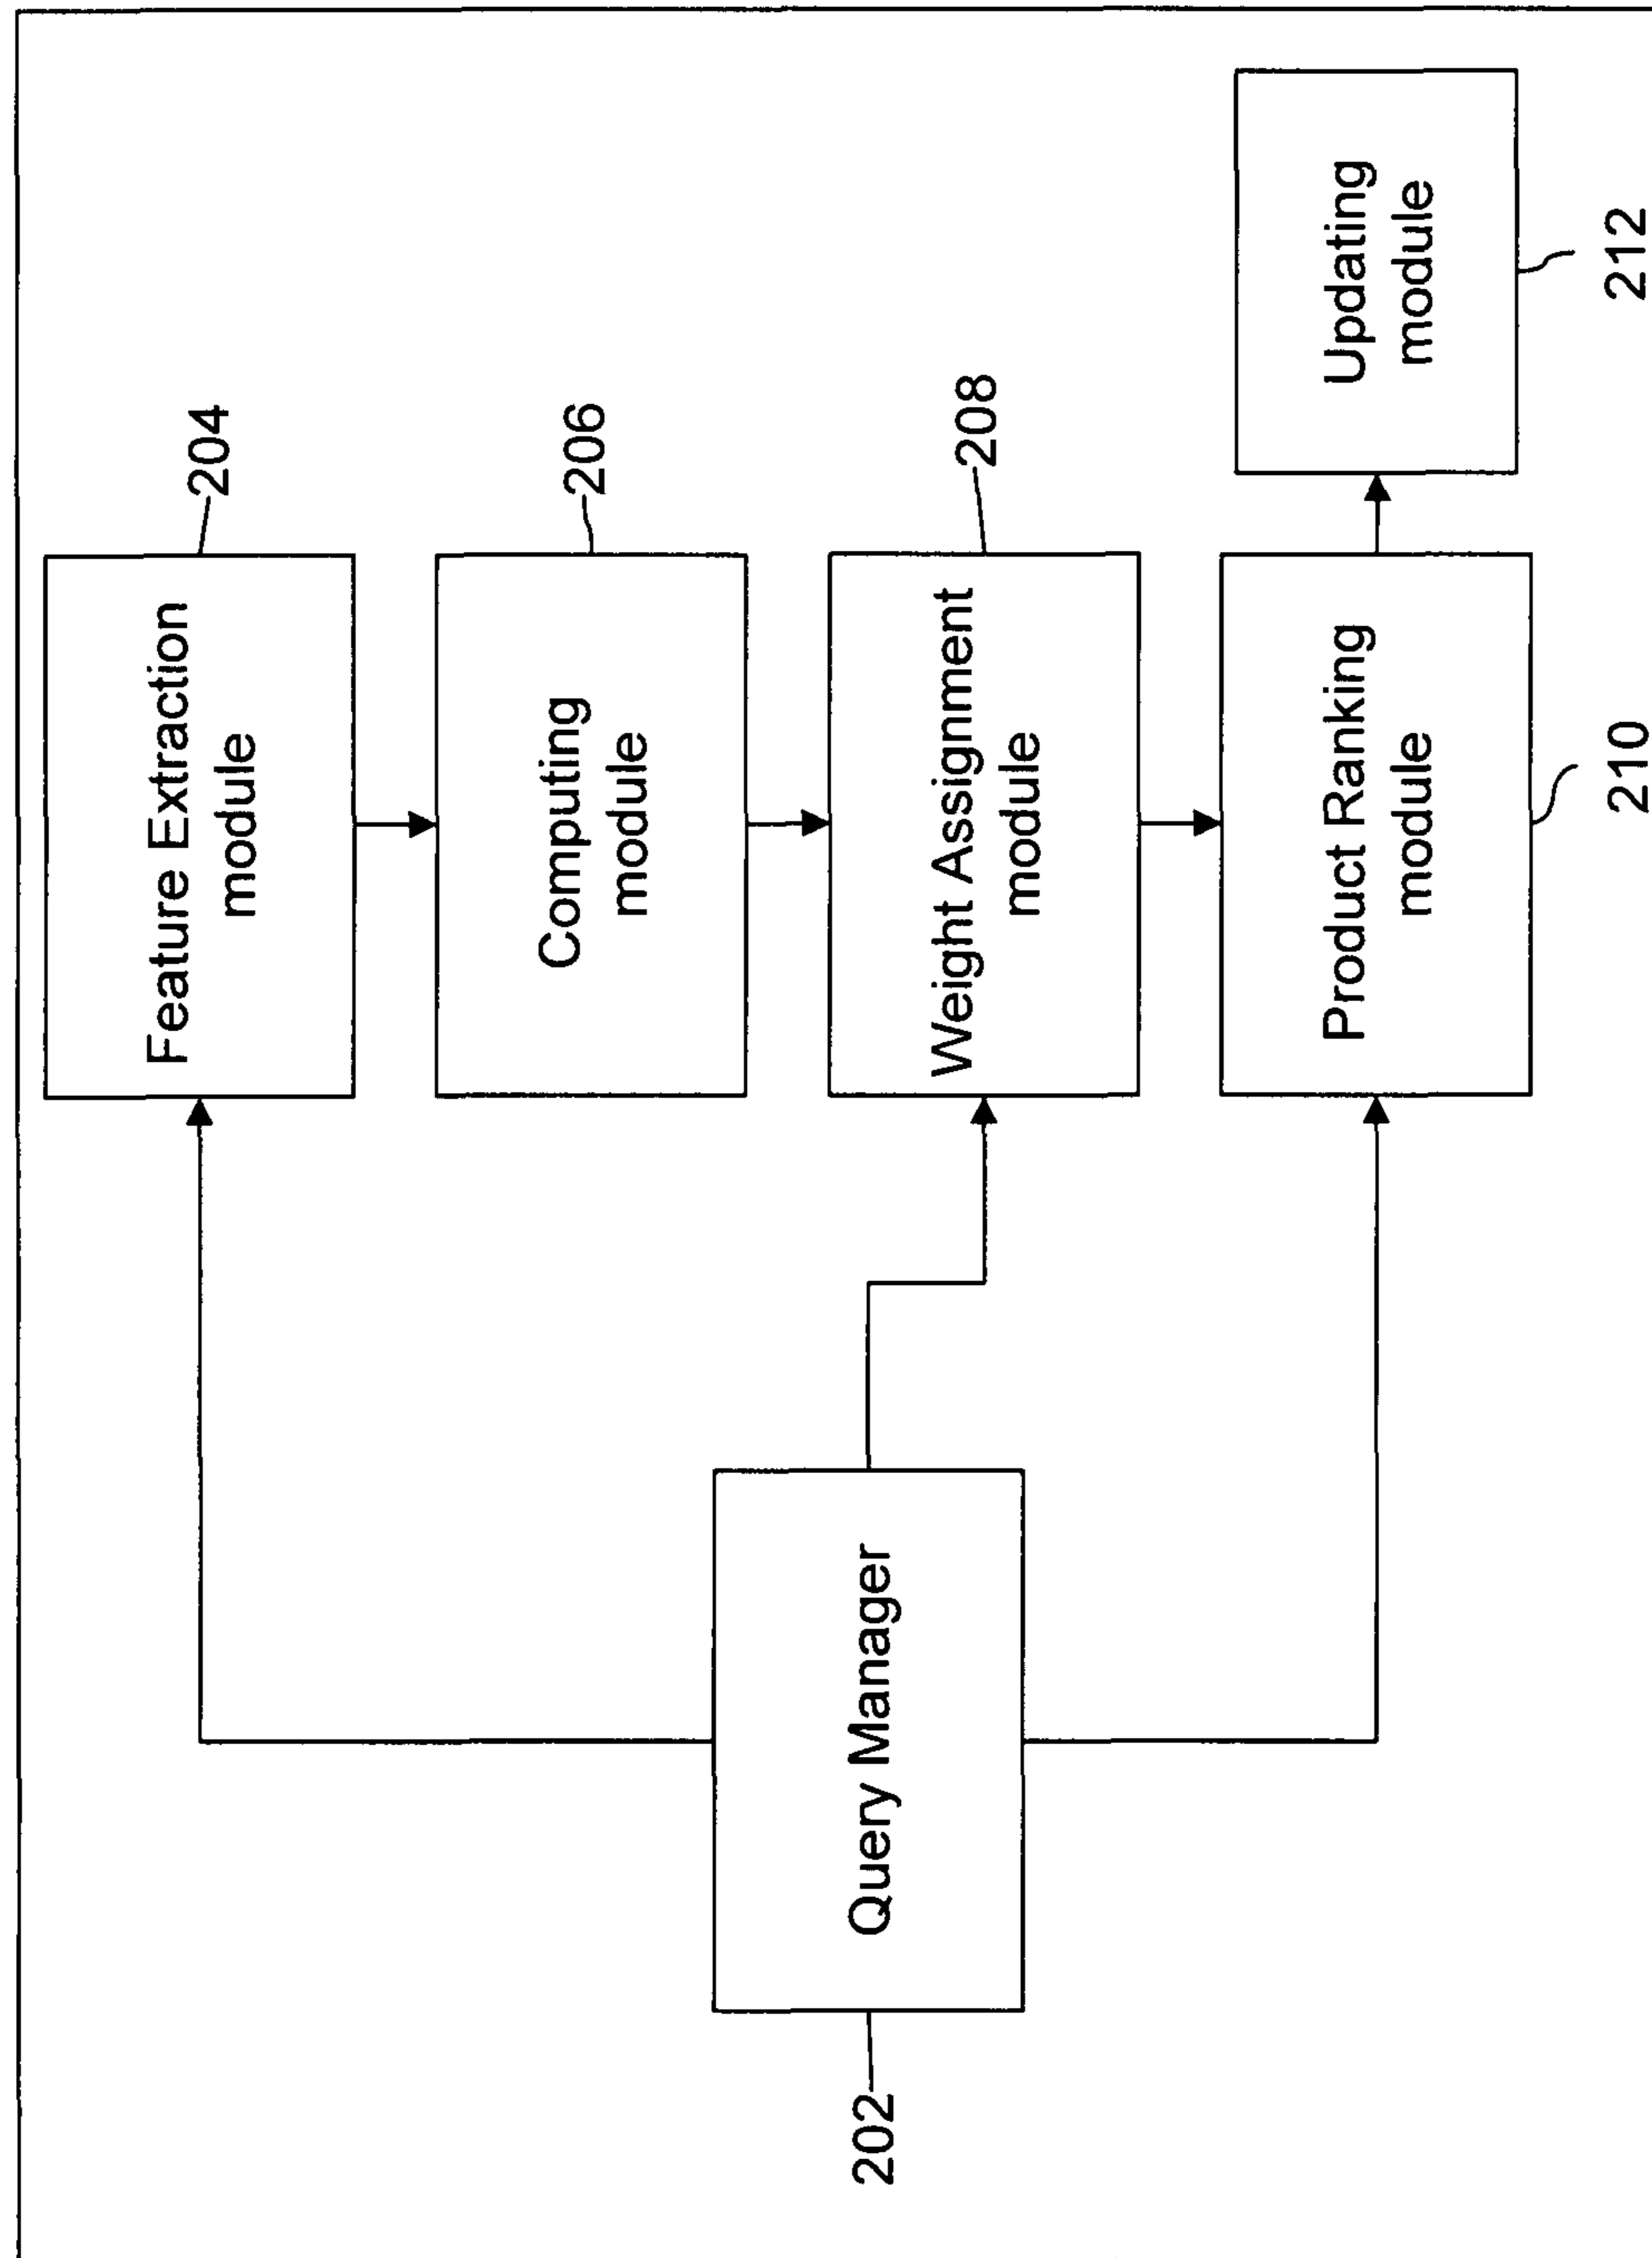 Feature Extraction
module
204
Computing
module
206
Query Manager
202
Weight Assignment
module
208
Product Ranking
module
210
Updating
module
212